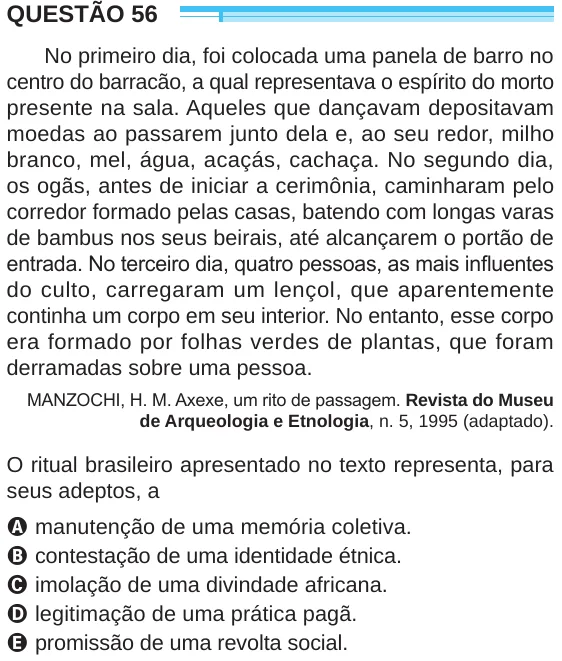 QUESTÃO 56
No primeiro dia, foi colocada uma panela de barro no
centro do barracão, a qual representava o espírito do morto
presente na sala. Aqueles que dançavam depositavam
moedas ao passarem junto dela e, ao seu redor, milho
branco, mel, água, acaçás, cachaça. No segundo dia,
os ogãs, antes de iniciar a cerimônia, caminharam pelo
corredor formado pelas casas, batendo com longas varas
de bambus nos seus beirais, até alcançarem o portão de
entrada. No terceiro dia, quatro pessoas, as mais influentes
do culto, carregaram um lençol, que aparentemente
continha um corpo em seu interior. No entanto, esse corpo
era formado por folhas verdes de plantas, que foram
derramadas sobre uma pessoa.
MANZOCHI, H. M. Axexe, um rito de passagem. Revista do Museu
de Arqueologia e Etnologia, n. 5, 1995 (adaptado).
O ritual brasileiro apresentado no texto representa, para
seus adeptos, a
A manutenção de uma memória coletiva.
B contestação de uma identidade étnica.
C imolação de uma divindade africana.
D legitimação de uma prática pagã.
E promissão de uma revolta social.